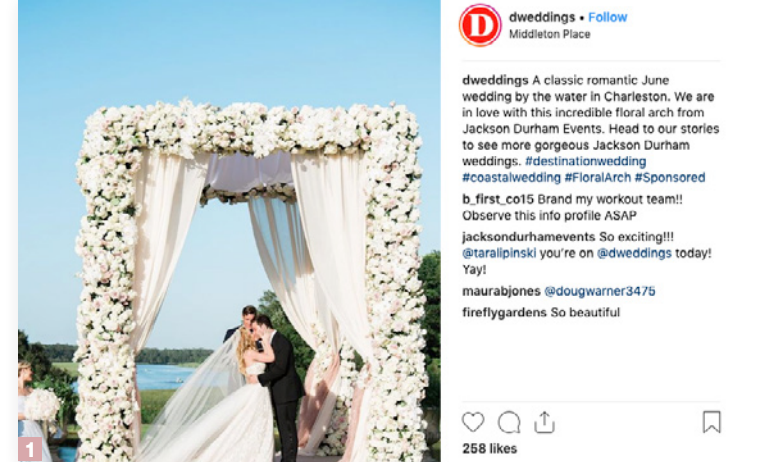 D
dweddings • Follow
Middleton Place
dweddings A classic romantic June
wedding by the water in Charleston. We are
in love with this incredible floral arch from
Jackson Durham Events. Head to our stories
to see more gorgeous Jackson Durham
weddings. #destinationwedding
#coastalwedding #FloralArch #Sponsored
b_first_co15 Brand my workout team!!
Observe this info profile ASAP
jacksondurhamevents So exciting!!!
@taralipinski you're on @dweddings today!
Yay!
maurabjones @dougwarner3475
fireflygardens So beautiful
258 likes
1